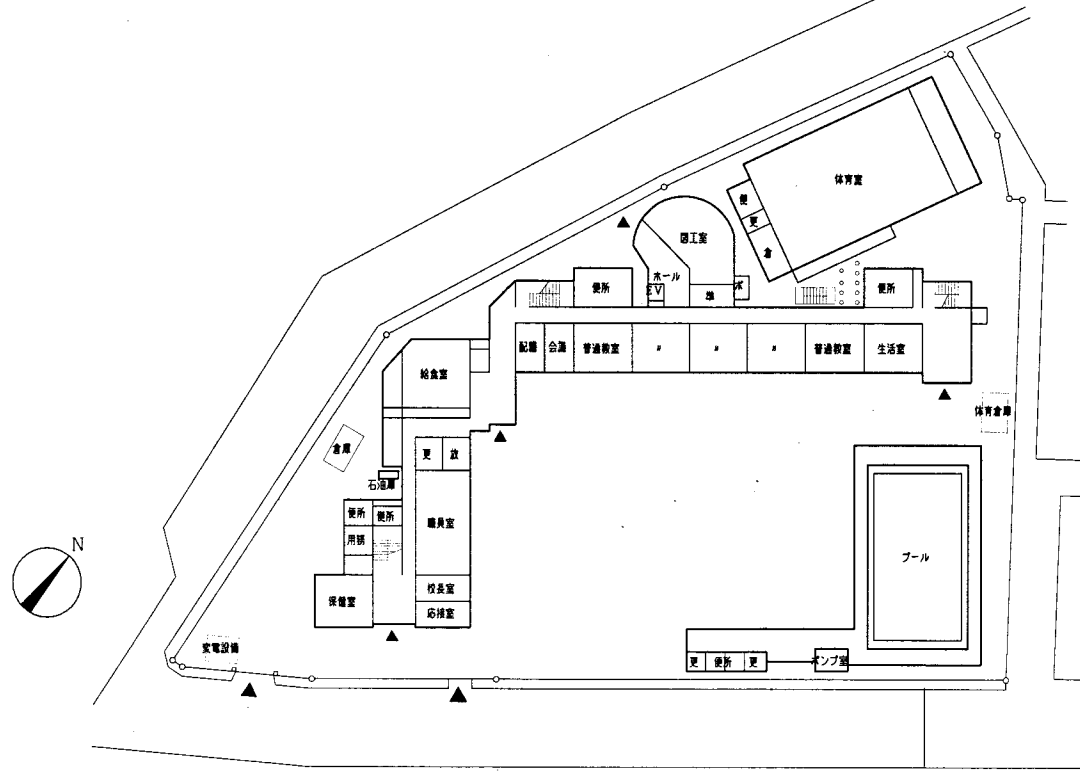 体育室
便
更
倉
図工室
ホール
EV
準
ポ
便所
便所
配膳
会議
普通教室
〃
〃
〃
普通教室
生活室
給食室
体育倉庫
倉庫
更
放
石油庫
便所
便所
職員室
用務
N
プール
校長室
保健室
応接室
変電設備
更
便所
更
ポンプ室